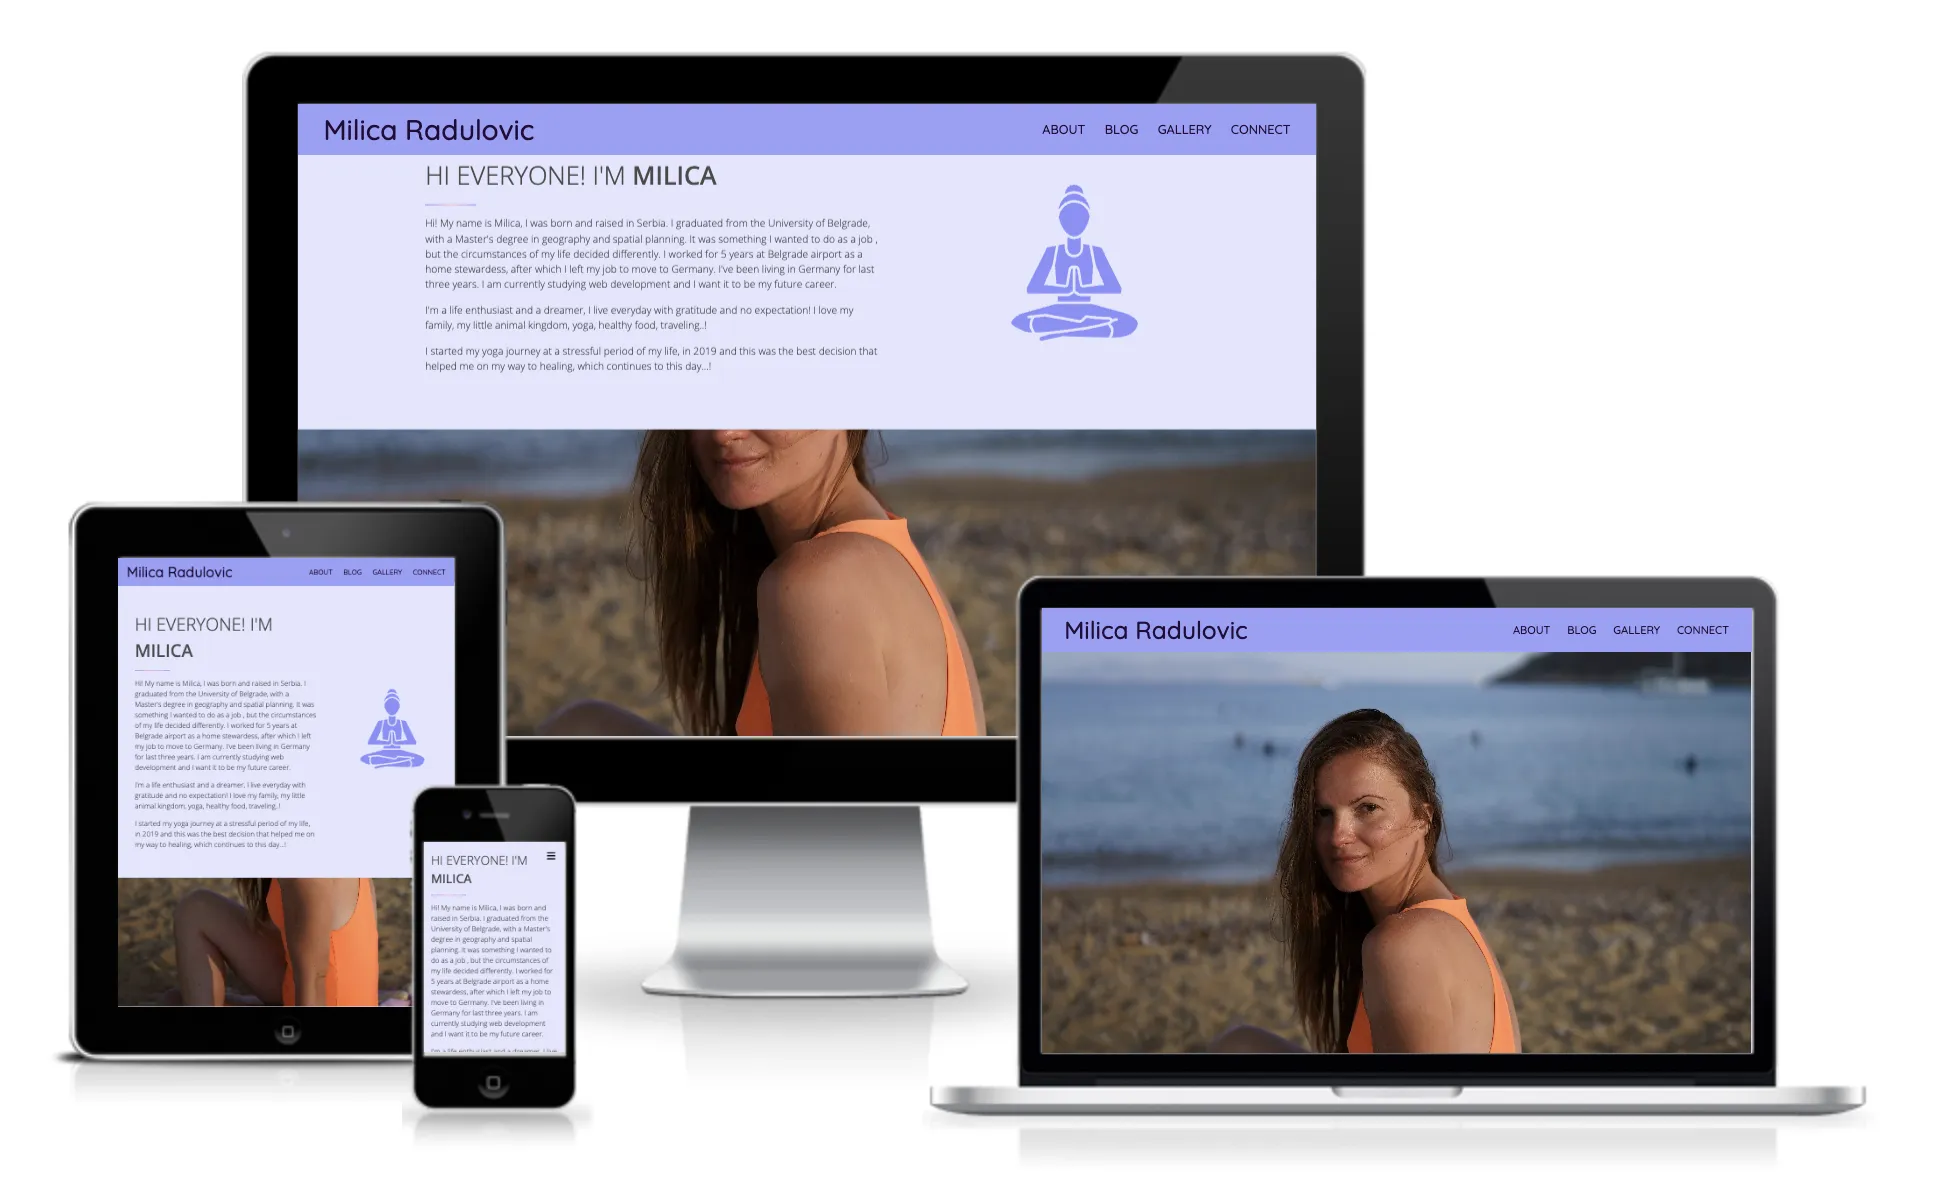 Milica Radulovic
ABOUT BLOG GALLERY CONNECT
HI EVERYONE! I'M MILICA
Hi! My name is Milica, I was born and raised in Serbia. I graduated from the University of Belgrade,
with a Master's degree in geography and spatial planning. It was something I wanted to do as a job ,
but the circumstances of my life decided differently. I worked for 5 years at Belgrade airport as a
home stewardess, after which I left my job to move to Germany. I've been living in Germany for last
three years. I am currently studying web development and I want it to be my future career.
I'm a life enthusiast and a dreamer, I live everyday with gratitude and no expectation! I love my
family, my little animal kingdom, yoga, healthy food, traveling..!
I started my yoga journey at a stressful period of my life, in 2019 and this was the best decision that
helped me on my way to healing, which continues to this day...!
Milica Radulovic
ABOUT BLOG GALLERY CONNECT
HI EVERYONE! I'M
MILICA
Hi! My name is Milica, I was born and raised in Serbia. I
graduated from the University of Belgrade, with a
Master's degree in geography and spatial planning. It was
something I wanted to do as a job , but the circumstances
of my life decided differently. I worked for 5 years at
Belgrade airport as a home stewardess, after which I left
my job to move to Germany. I've been living in Germany
for last three years. I am currently studying web
development and I want it to be my future career.
I'm a life enthusiast and a dreamer, I live everyday with
gratitude and no expectation! I love my family, my little
animal kingdom, yoga, healthy food, traveling..!
I started my yoga journey at a stressful period of my life,
in 2019 and this was the best decision that helped me on
my way to healing, which continues to this day...!
HI EVERYONE! I'M
MILICA
Hi! My name is Milica, I was born and
raised in Serbia. I graduated from the
University of Belgrade, with a Master's
degree in geography and spatial
planning. It was something I wanted to
do as a job , but the circumstances of
my life decided differently. I worked for
5 years at Belgrade airport as a home
stewardess, after which I left my job to
move to Germany. I've been living in
Germany for last three years. I am
currently studying web development
and I want it to be my future career.
I'm a life enthusiast and a dreamer, I live
Milica Radulovic
ABOUT BLOG GALLERY CONNECT